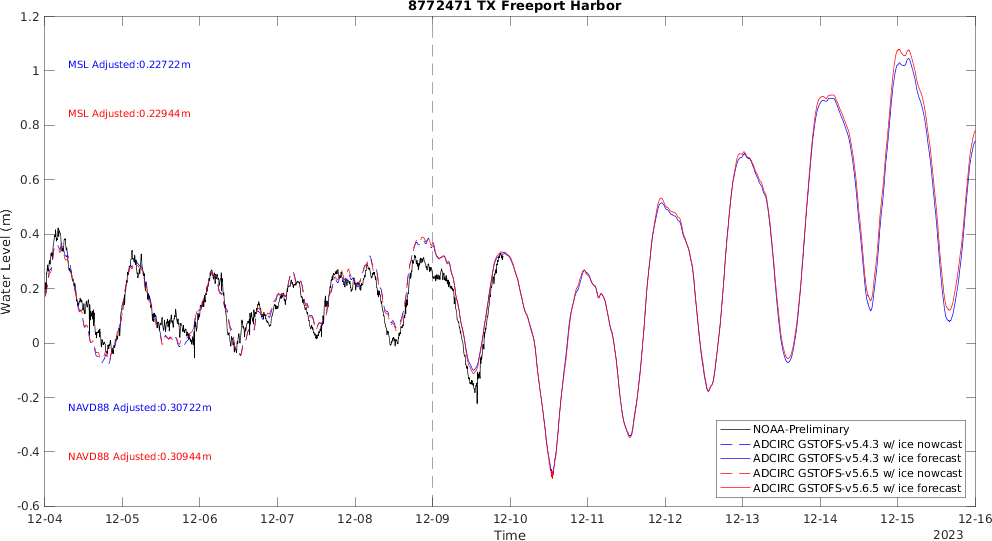 8772471 TX Freeport Harbor
1.2
1
0.8
0.6
0.4
0.2
0
-0.2
-0.4
-0.6
Water Level (m)
MSL Adjusted:0.22722m
MSL Adjusted:0.22944m
NAVD88 Adjusted:0.30722m
NAVD88 Adjusted:0.30944m
NOAA-Preliminary
ADCIRC GSTOFS-v5.4.3 w/ ice nowcast
ADCIRC GSTOFS-v5.4.3 w/ ice forecast
ADCIRC GSTOFS-v5.6.5 w/ ice nowcast
ADCIRC GSTOFS-v5.6.5 w/ ice forecast
12-04 12-05 12-06 12-07 12-08 12-09 12-10 12-11 12-12 12-13 12-14 12-15 12-16
Time
2023